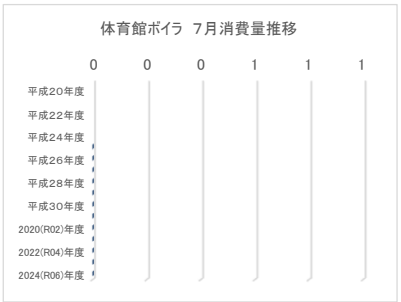 体育館ボイラ　7月消費量推移
0 0 0 1 1 1
平成20年度
平成22年度
平成24年度
平成26年度
平成28年度
平成30年度
2020(R02)年度
2022(R04)年度
2024(R06)年度